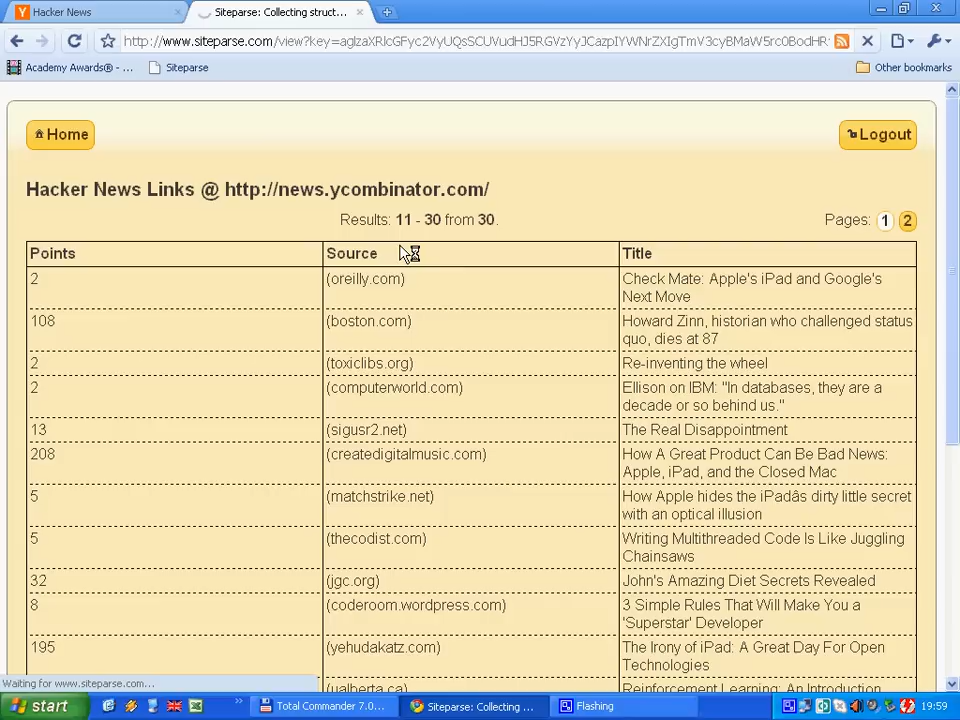 Hacker News
Siteparse: Collecting struct...
19:59
http://www.siteparse.com/view?key=
Academy Awards® - ...
Siteparse
Other bookmarks
Home
Logout
Hacker News Links @ http://news.ycombinator.com/
Results: 11 - 30 from 30.
Pages: 1 2
Points Source Title
2 (oreilly.com) Check Mate: Apple's iPad and Google's
Next Move
108 (boston.com) Howard Zinn, historian who challenged status
quo, dies at 87
2 (toxiclibs.org) Re-inventing the wheel
2 (computerworld.com) Ellison on IBM: "In databases, they are a
decade or so behind us."
13 (sigusr2.net) The Real Disappointment
208 (createdigitalmusic.com) How A Great Product Can Be Bad News:
Apple, iPad, and the Closed Mac
5 (matchstrike.net) How Apple hides the iPadâs dirty little secret
with an optical illusion
5 (thecodist.com) Writing Multithreaded Code Is Like Juggling
Chainsaws
32 (jgc.org) John's Amazing Diet Secrets Revealed
8 (coderoom.wordpress.com) 3 Simple Rules That Will Make You a
'Superstar' Developer
195 (yehudakatz.com) The Irony of iPad: A Great Day For Open
Technologies
(ualberta.ca) Reinforcement Learning: An Introduction
Waiting for www.siteparse.com...
start
Total Commander 7.0...
Siteparse: Collecting ...
Flashing
19:59